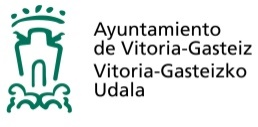 Ayuntamiento
de Vitoria-Gasteiz
Vitoria-Gasteizko
Udala